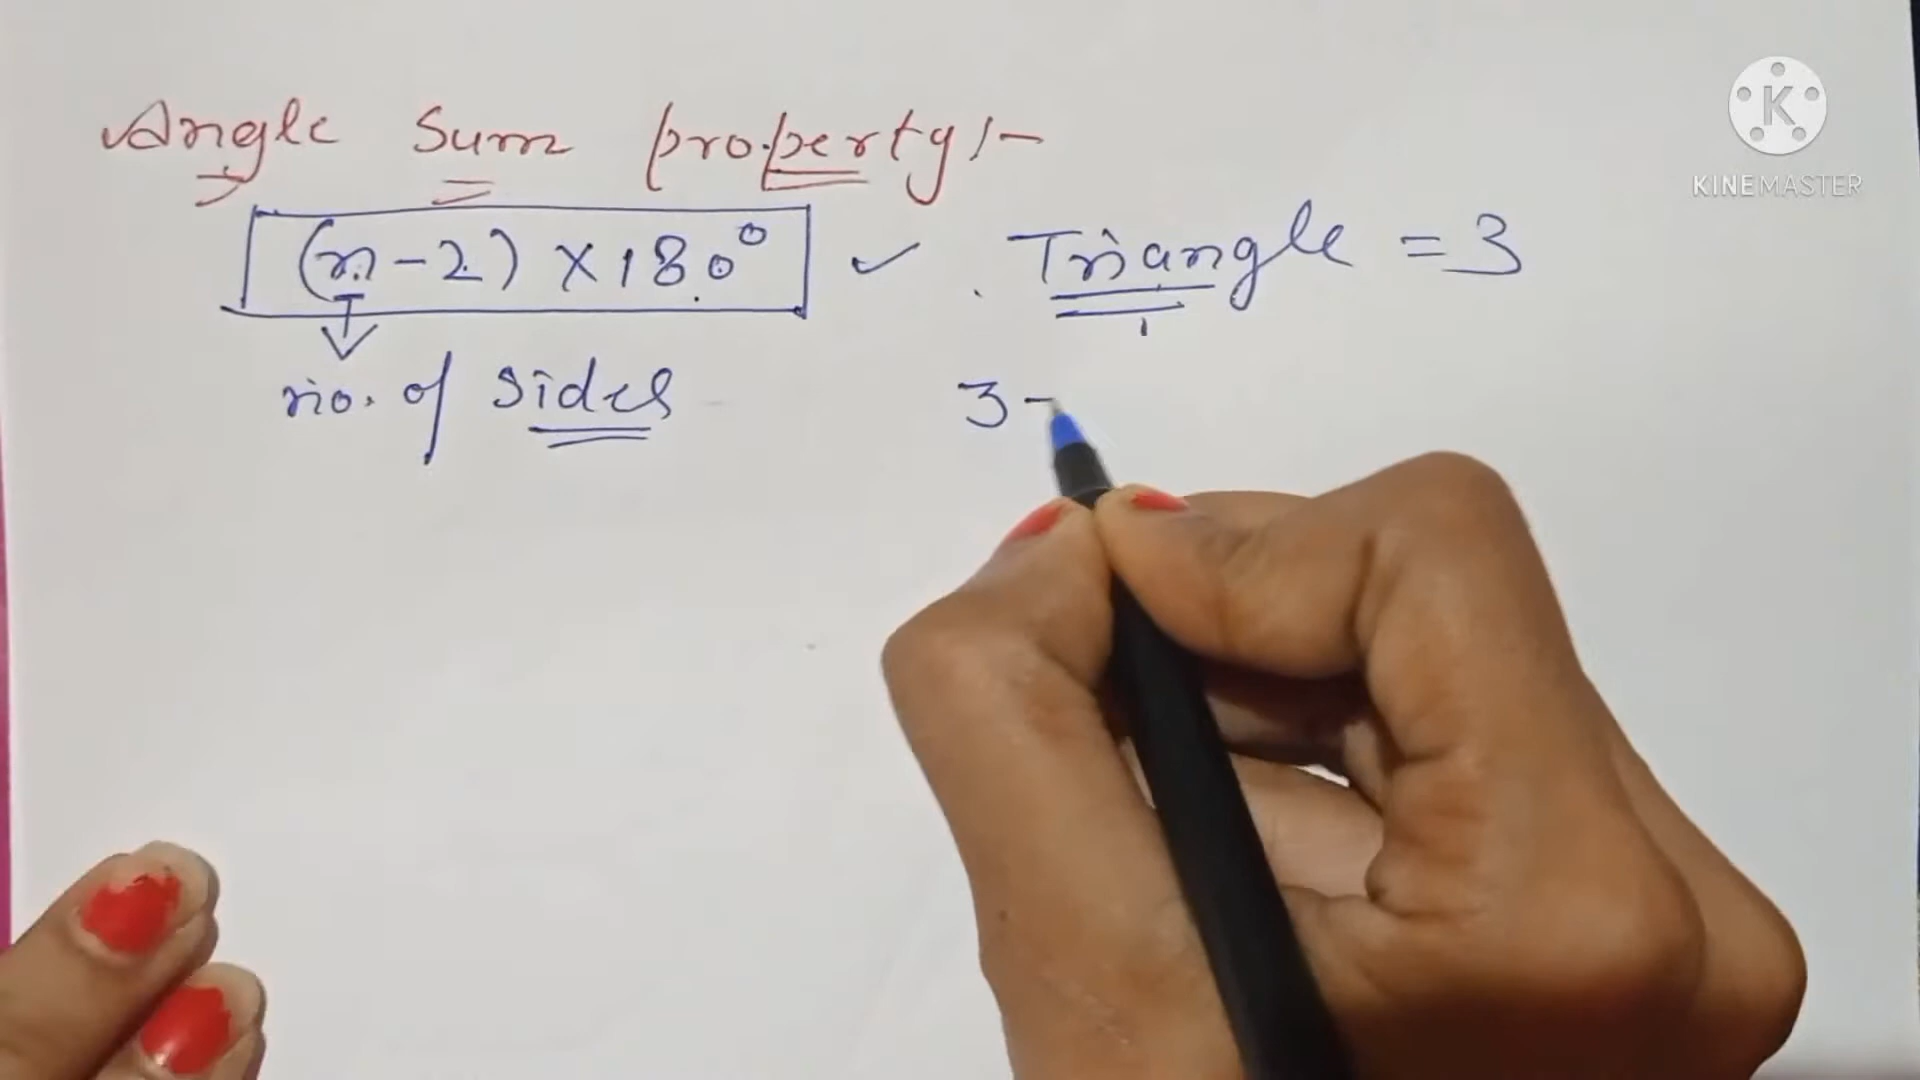 Angle Sum property:-
(n-2) × 180° ✓ . Triangle = 3
no. of sides
3 -
KINEMASTER